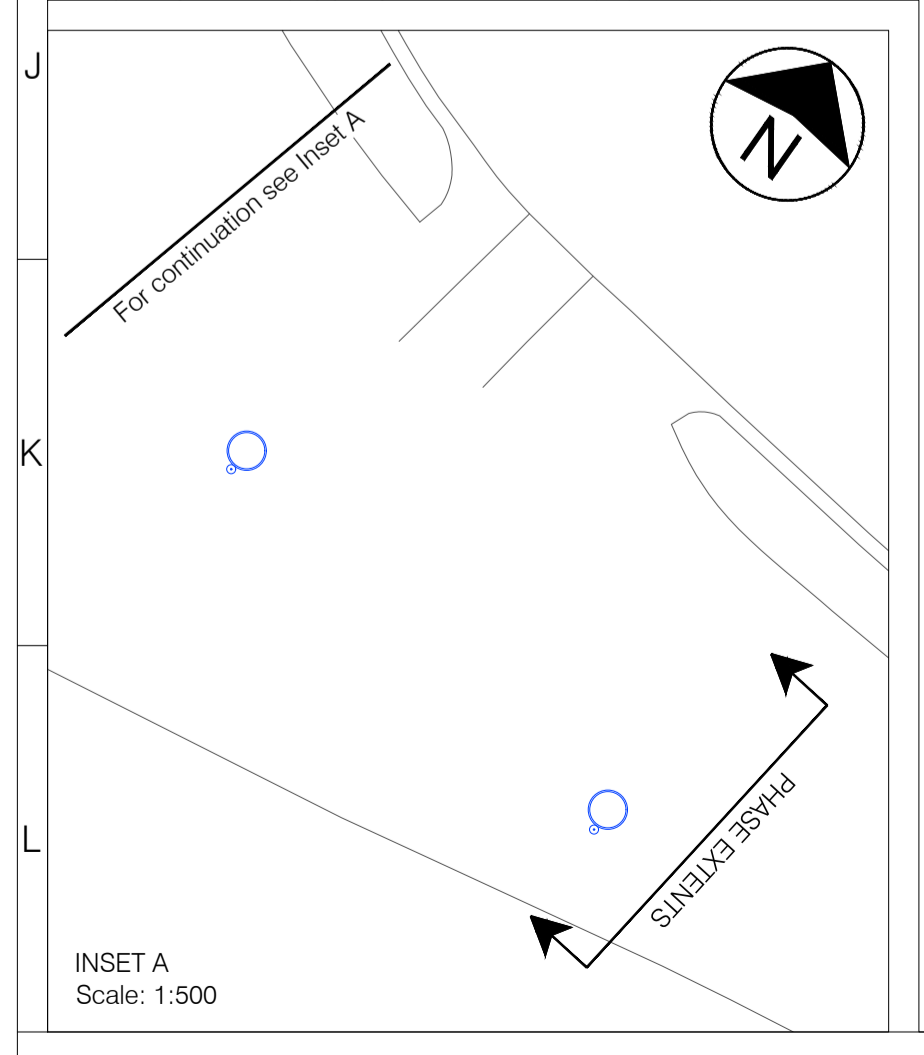 J
N
For continuation see Inset A
K
PHASE EXTENTS
L
INSET A
Scale: 1:500